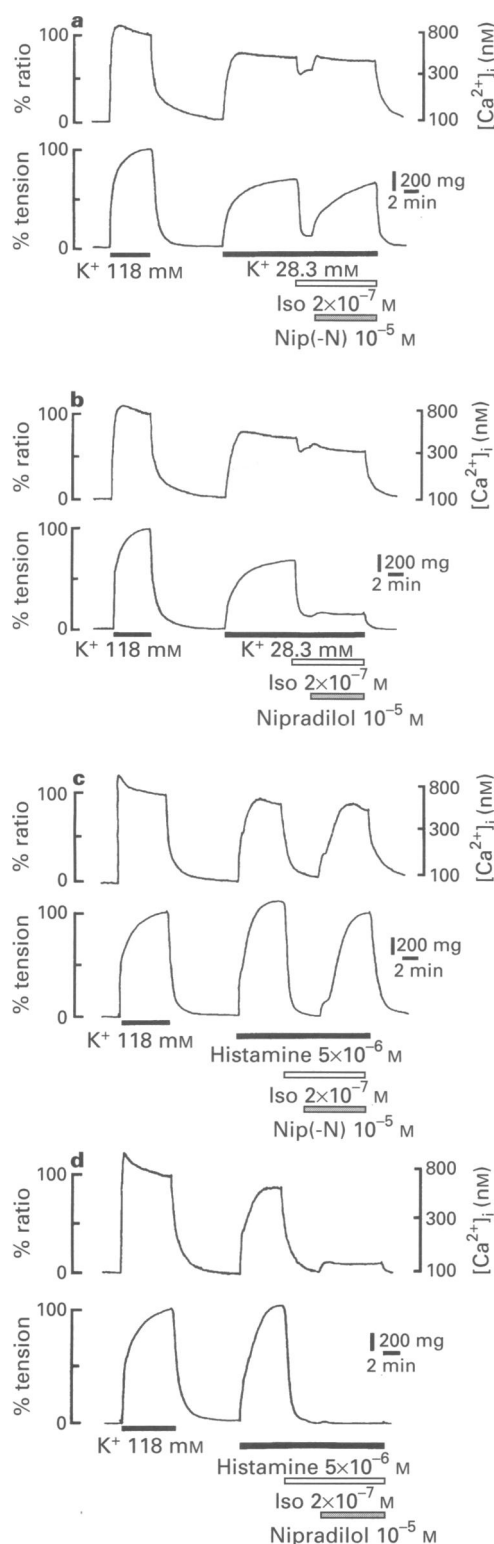 a
100
% ratio
0
800
300
100
[Ca²⁺]ᵢ (nM)
100
% tension
0
200 mg
2 min
K⁺ 118 mM
K⁺ 28.3 mM
Iso 2×10⁻⁷ M
Nip(-N) 10⁻⁵ M
b
100
% ratio
0
800
300
100
[Ca²⁺]ᵢ (nM)
100
% tension
0
200 mg
2 min
K⁺ 118 mM
K⁺ 28.3 mM
Iso 2×10⁻⁷ M
Nipradilol 10⁻⁵ M
c
100
% ratio
0
800
300
100
[Ca²⁺]ᵢ (nM)
100
% tension
0
200 mg
2 min
K⁺ 118 mM
Histamine 5×10⁻⁶ M
Iso 2×10⁻⁷ M
Nip(-N) 10⁻⁵ M
d
100
% ratio
0
800
300
100
[Ca²⁺]ᵢ (nM)
100
% tension
0
200 mg
2 min
K⁺ 118 mM
Histamine 5×10⁻⁶ M
Iso 2×10⁻⁷ M
Nipradilol 10⁻⁵ M